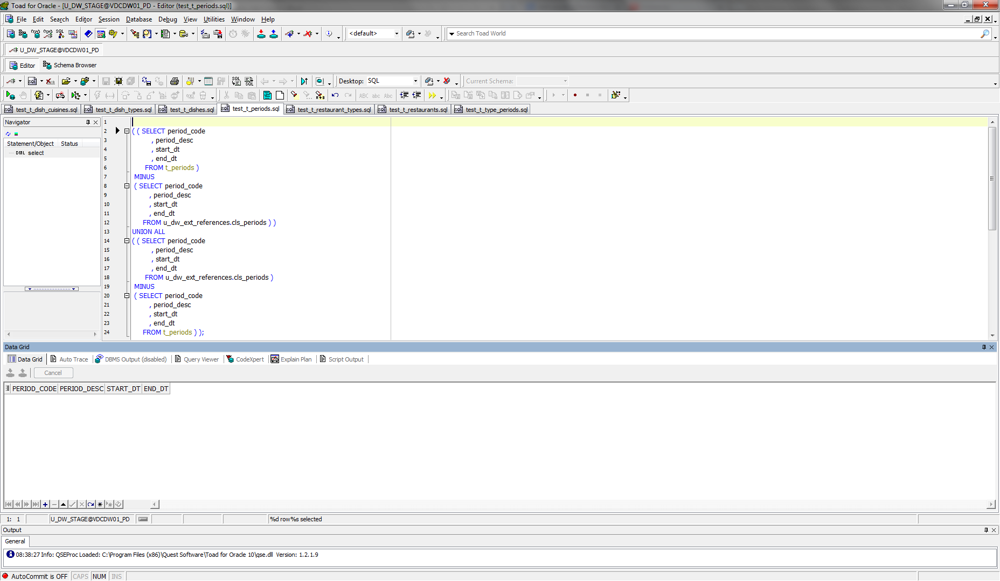 Toad for Oracle - [U_DW_STAGE@VDCDW01_PD - Editor (test_t_periods.sql)]
File Edit Search Editor Session Database Debug View Utilities Window Help
<default> Search Toad World
U_DW_STAGE@VDCDW01_PD
Editor Schema Browser
Desktop: SQL Current Schema:
test_t_dish_cuisines.sql test_t_dish_types.sql test_t_dishes.sql test_t_periods.sql test_t_restaurant_types.sql test_t_restaurants.sql test_t_type_periods.sql
Navigator
Statement/Object Status
DML select
1
2 ( ( SELECT period_code
3 , period_desc
4 , start_dt
5 , end_dt
6 FROM t_periods )
7 MINUS
8 ( SELECT period_code
9 , period_desc
10 , start_dt
11 , end_dt
12 FROM u_dw_ext_references.cls_periods ) )
13 UNION ALL
14 ( ( SELECT period_code
15 , period_desc
16 , start_dt
17 , end_dt
18 FROM u_dw_ext_references.cls_periods )
19 MINUS
20 ( SELECT period_code
21 , period_desc
22 , start_dt
23 , end_dt
24 FROM t_periods ) );
Data Grid
Data Grid Auto Trace DBMS Output (disabled) Query Viewer CodeXpert Explain Plan Script Output
Cancel
PERIOD_CODE PERIOD_DESC START_DT END_DT
1: 1 U_DW_STAGE@VDCDW01_PD %d row%s selected
Output
General
08:38:27 Info: QSEProc Loaded: C:\Program Files (x86)\Quest Software\Toad for Oracle 10\qse.dll Version: 1.2.1.9
AutoCommit is OFF CAPS NUM INS